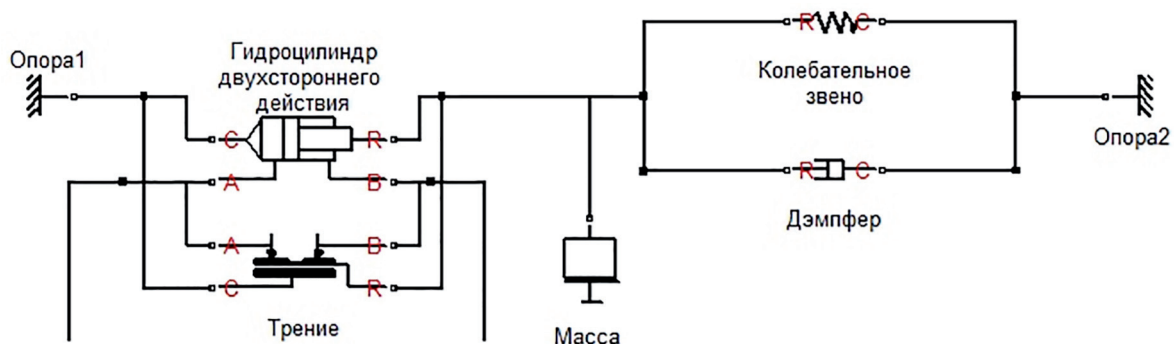 Опора1
Гидроцилиндр
двухстороннего
действия
C
R
A
B
A
B
C
R
Трение
Масса
R
C
Колебательное
звено
R
C
Дэмпфер
Опора2